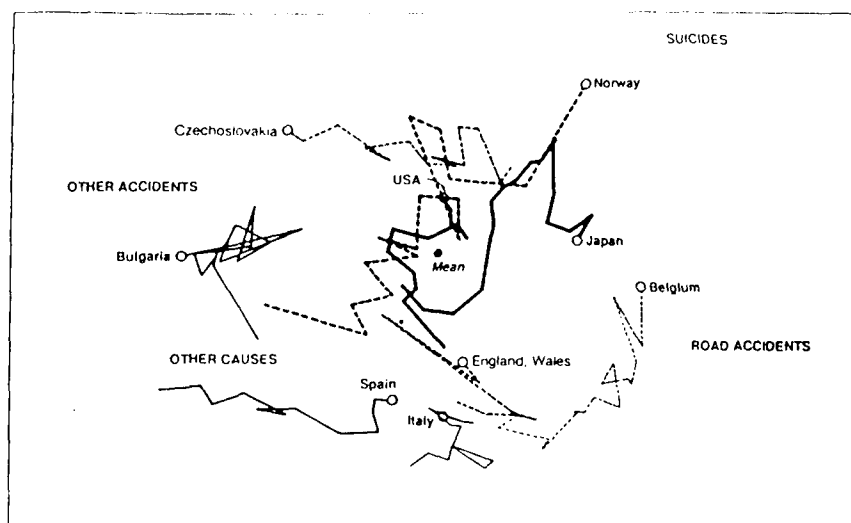 SUICIDES
Norway
Czechoslovakia
USA
OTHER ACCIDENTS
Japan
Bulgaria
Mean
Belgium
ROAD ACCIDENTS
OTHER CAUSES
England, Wales
Spain
Italy